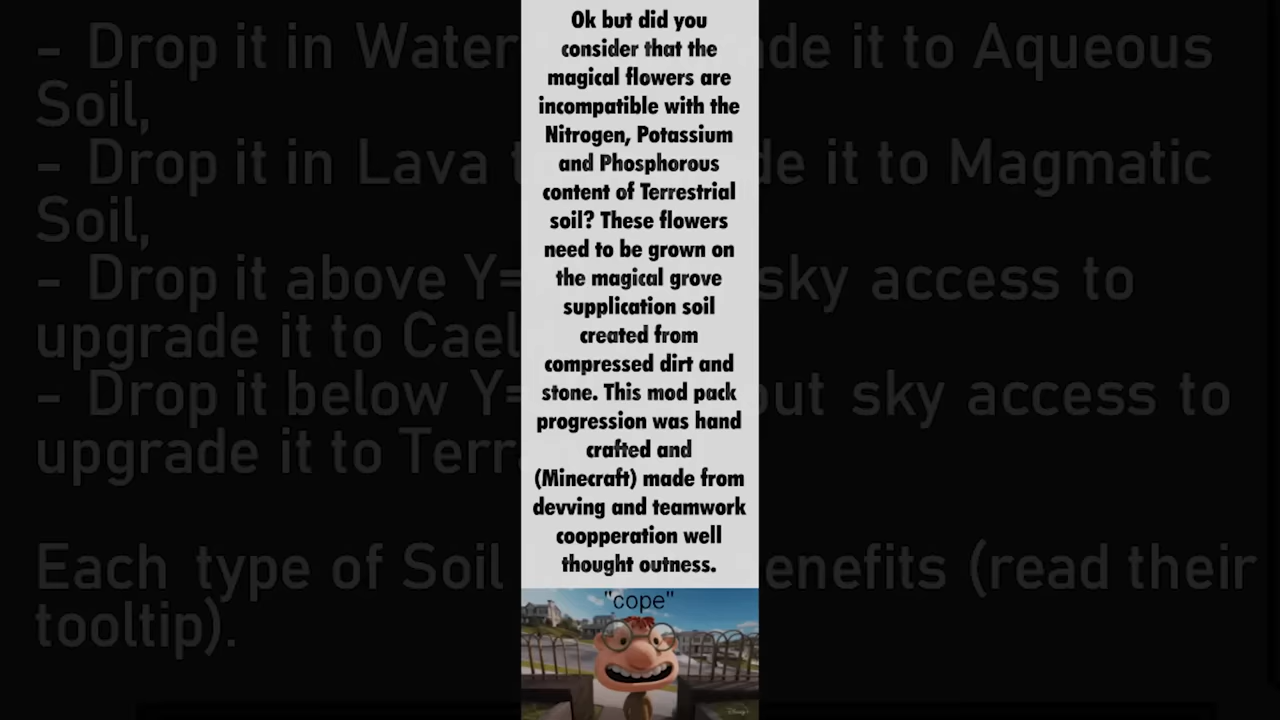 Ok but did you
consider that the
magical flowers are
incompatible with the
Nitrogen, Potassium
and Phosphorous
content of Terrestrial
soil? These flowers
need to be grown on
the magical grove
supplication soil
created from
compressed dirt and
stone. This mod pack
progression was hand
crafted and
(Minecraft) made from
devving and teamwork
coopperation well
thought outness.
"cope"
Disney+
- Drop it in Water de it to Aqueous
Soil,
- Drop it in Lava de it to Magmatic
Soil,
- Drop it above Y= sky access to
upgrade it to Cael
- Drop it below Y= out sky access to
upgrade it to Terr
Each type of Soil enefits (read their
tooltip).